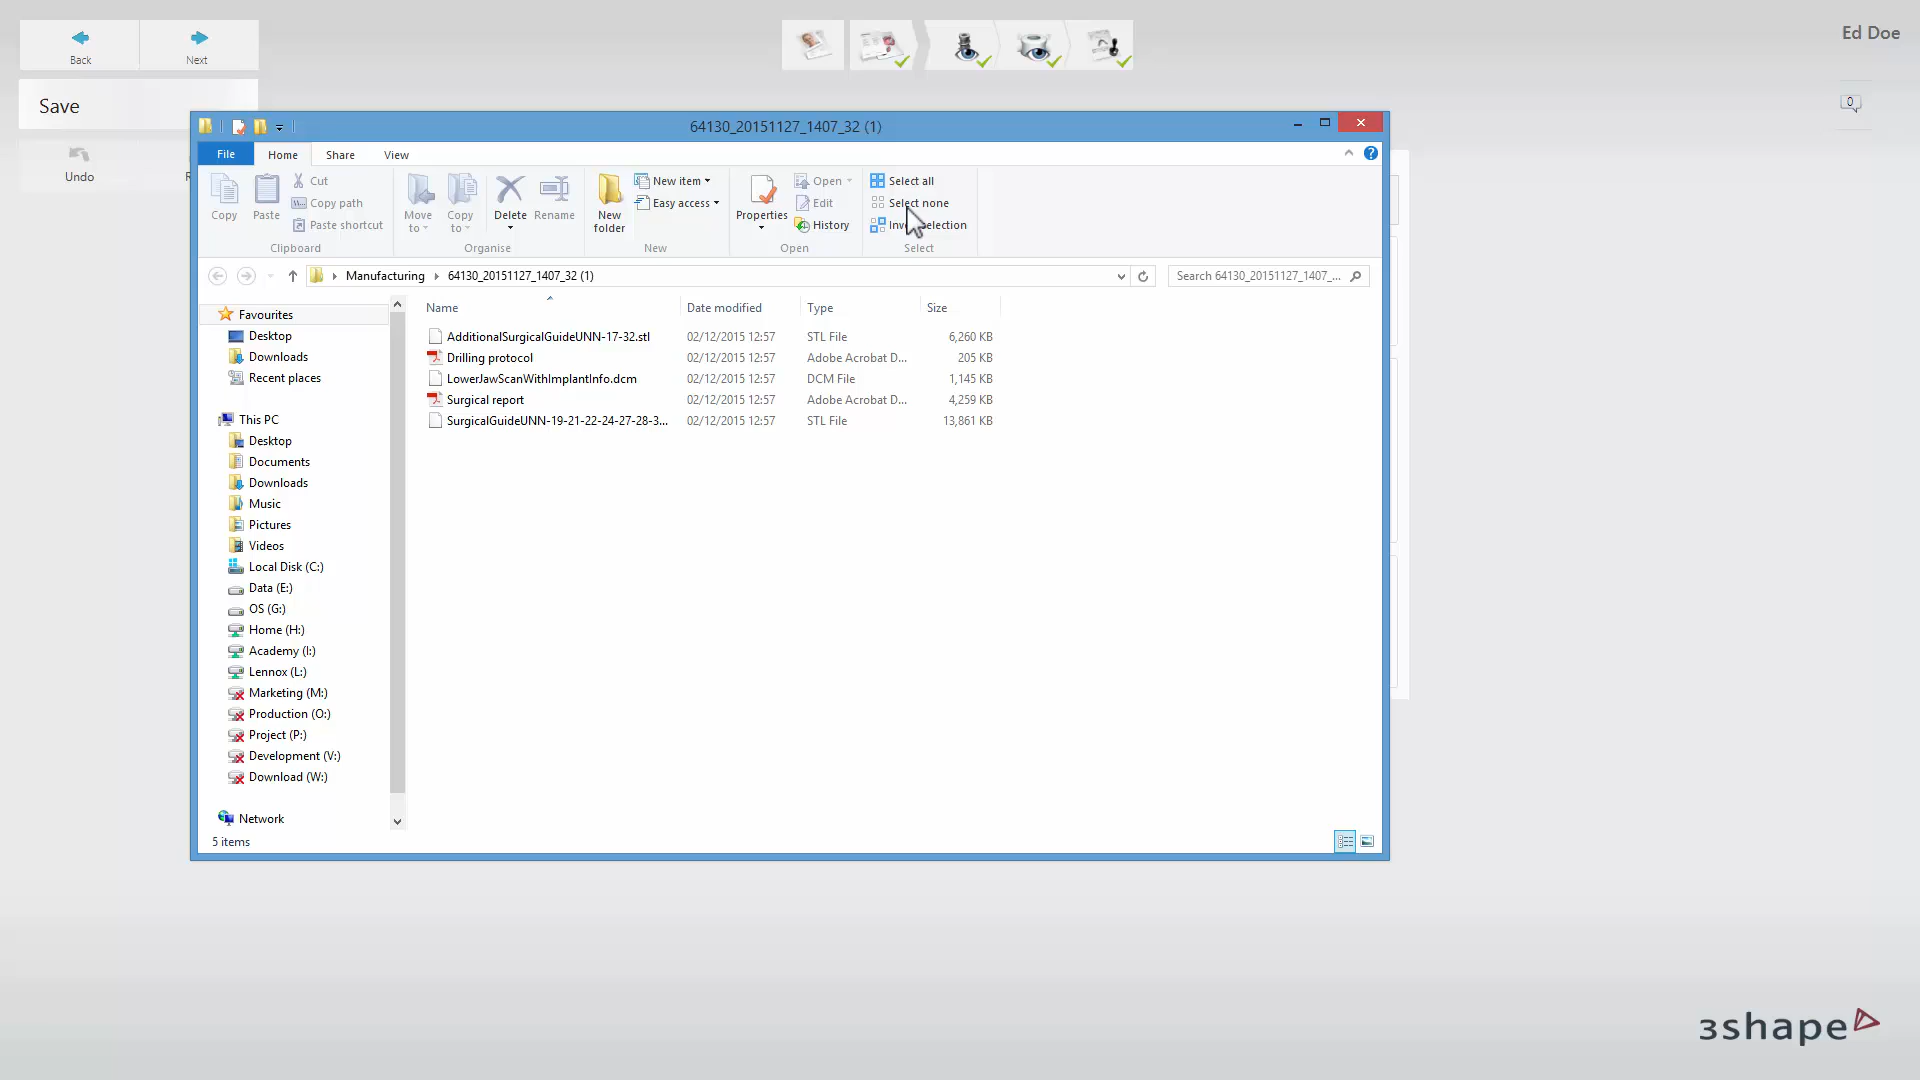 Back
Next
Ed Doe
Save
0
Undo
64130_20151127_1407_32 (1)
File
Home
Share
View
Copy
Paste
Cut
Copy path
Paste shortcut
Clipboard
Move to
Copy to
Delete
Rename
Organise
New folder
New item
Easy access
New
Properties
Open
Edit
History
Open
Select all
Select none
Select
Manufacturing
64130_20151127_1407_32 (1)
Search 64130_20151127_1407_...
Name Date modified Type Size
AdditionalSurgicalGuideUNN-17-32.stl 02/12/2015 12:57 STL File 6,260 KB
Drilling protocol 02/12/2015 12:57 Adobe Acrobat D... 205 KB
LowerJawScanWithImplantInfo.dcm 02/12/2015 12:57 DCM File 1,145 KB
Surgical report 02/12/2015 12:57 Adobe Acrobat D... 4,259 KB
SurgicalGuideUNN-19-21-22-24-27-28-3... 02/12/2015 12:57 STL File 13,861 KB
Favourites
Desktop
Downloads
Recent places
This PC
Desktop
Documents
Downloads
Music
Pictures
Videos
Local Disk (C:)
Data (E:)
OS (G:)
Home (H:)
Academy (I:)
Lennox (L:)
Marketing (M:)
Production (O:)
Project (P:)
Development (V:)
Download (W:)
Network
5 items
3shape